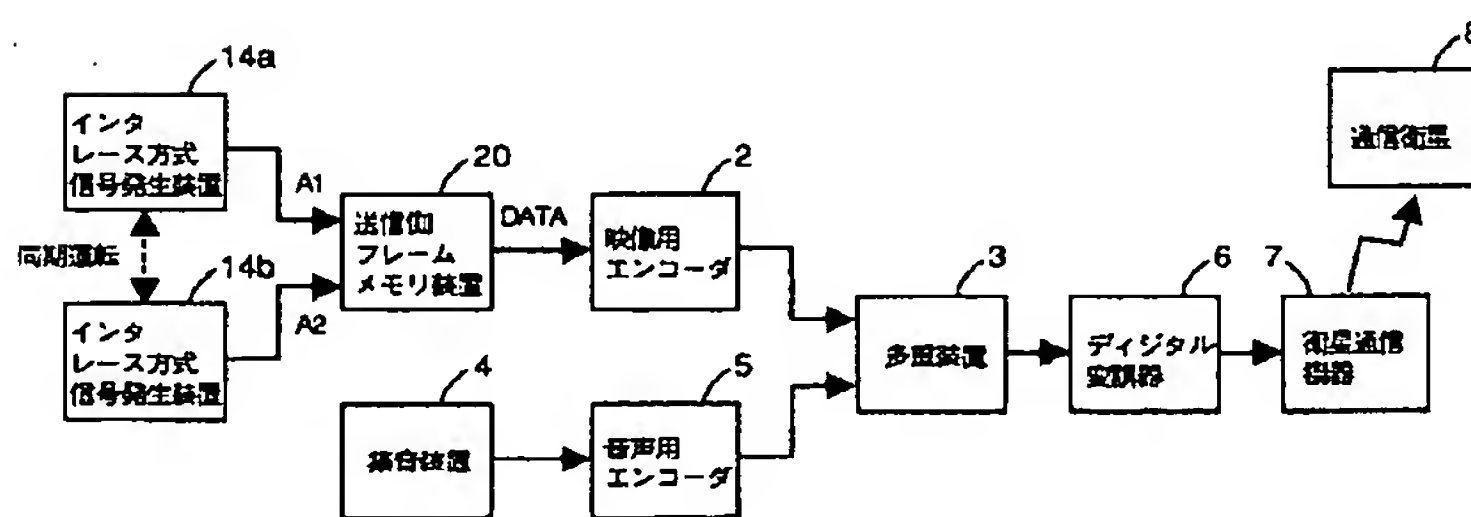 14a
インタ
レース方式
信号発生装置
A1
同期運転
14b
インタ
レース方式
信号発生装置
A2
20
送信側
フレーム
メモリ装置
DATA
2
映像用
エンコーダ
4
集音装置
5
音声用
エンコーダ
3
多重装置
6
ディジタル
変調器
7
衛星通信
機器
8
通信衛星